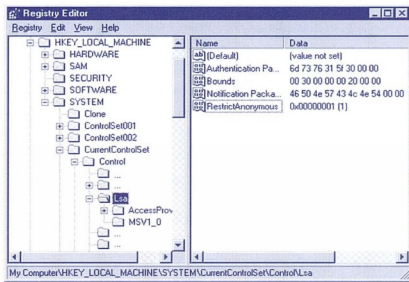 Registry Editor
Registry Edit View Help
HKEY_LOCAL_MACHINE
HARDWARE
SAM
SECURITY
SOFTWARE
SYSTEM
Clone
ControlSet001
ControlSet002
CurrentControlSet
Control
...
...
Lsa
AccessProv
MSV1_0
...
...
Name Data
(Default) (value not set)
Authentication Pa... 6d 73 76 31 5f 30 00 00
Bounds 00 30 00 00 00 20 00 00
Notification Packa... 46 50 4e 57 43 4c 4e 54 00 00
RestrictAnonymous 0x00000001 (1)
My Computer\HKEY_LOCAL_MACHINE\SYSTEM\CurrentControlSet\Control\Lsa